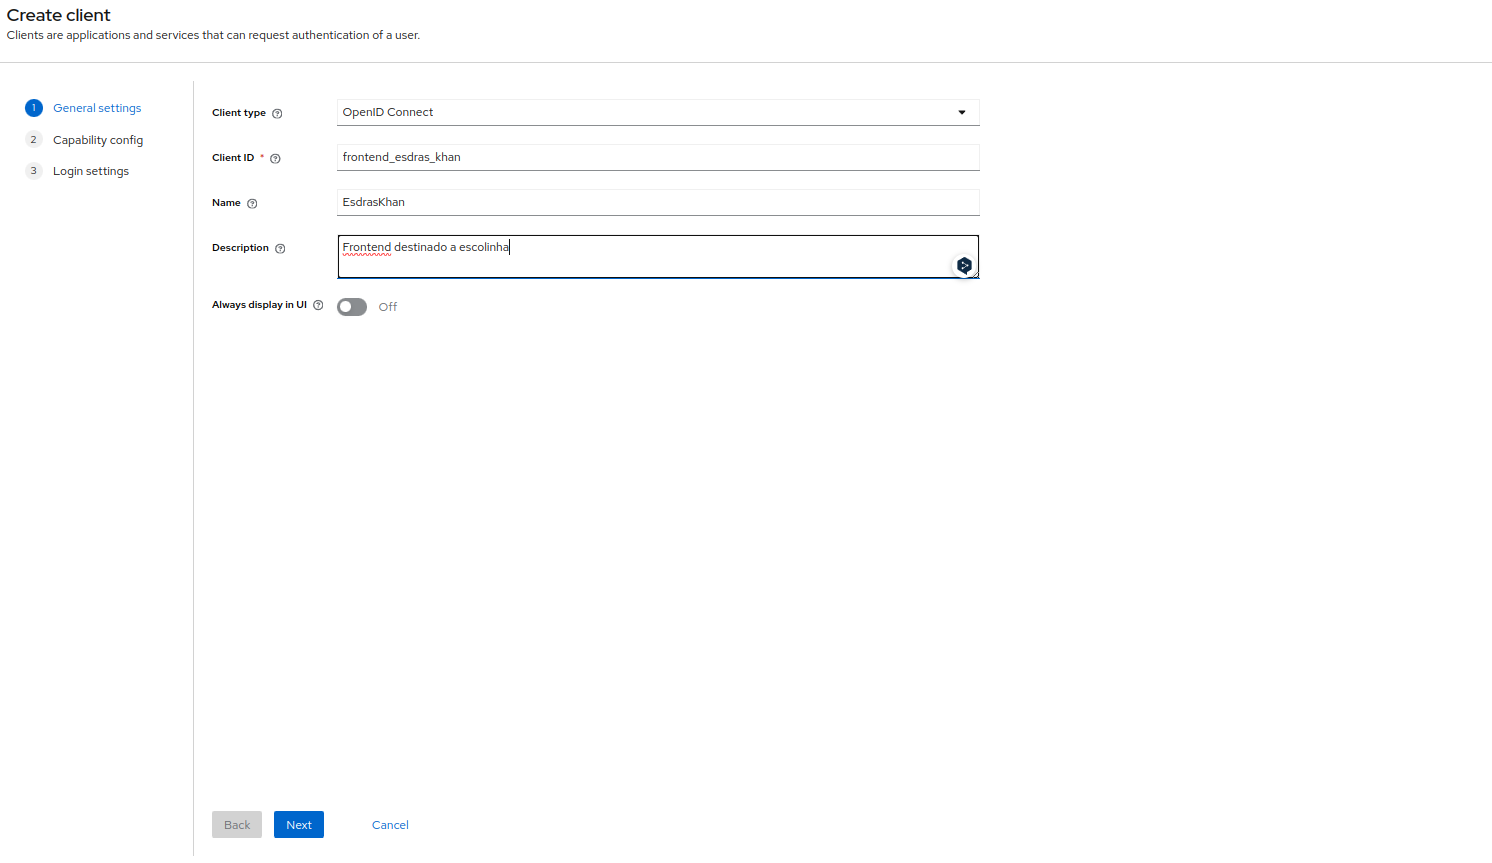 Create client
Clients are applications and services that can request authentication of a user.
1 General settings
2 Capability config
3 Login settings
Client type
OpenID Connect
Client ID *
frontend_esdras_khan
Name
EsdrasKhan
Description
Frontend destinado a escolinha
Always display in UI
Off
Back Next Cancel